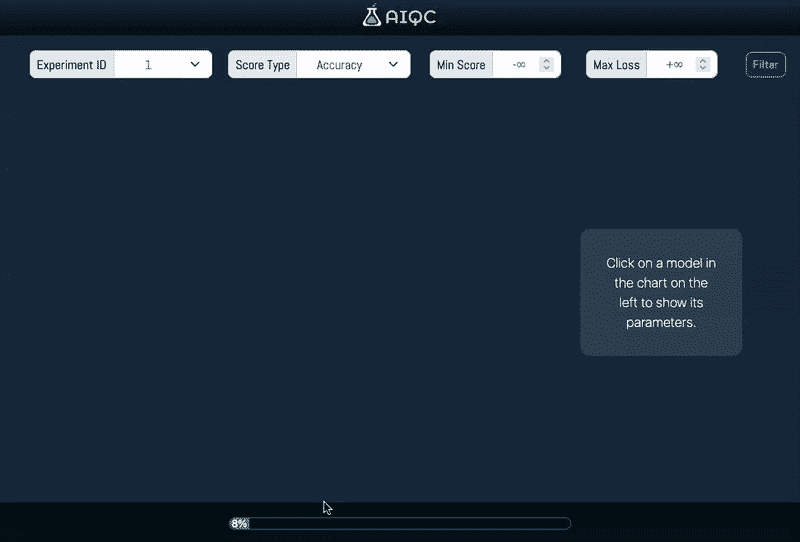 AIQC
Experiment ID 1 Score Type Accuracy Min Score -∞ Max Loss +∞ Filter
Click on a model in
the chart on the
left to show its
parameters.
8%